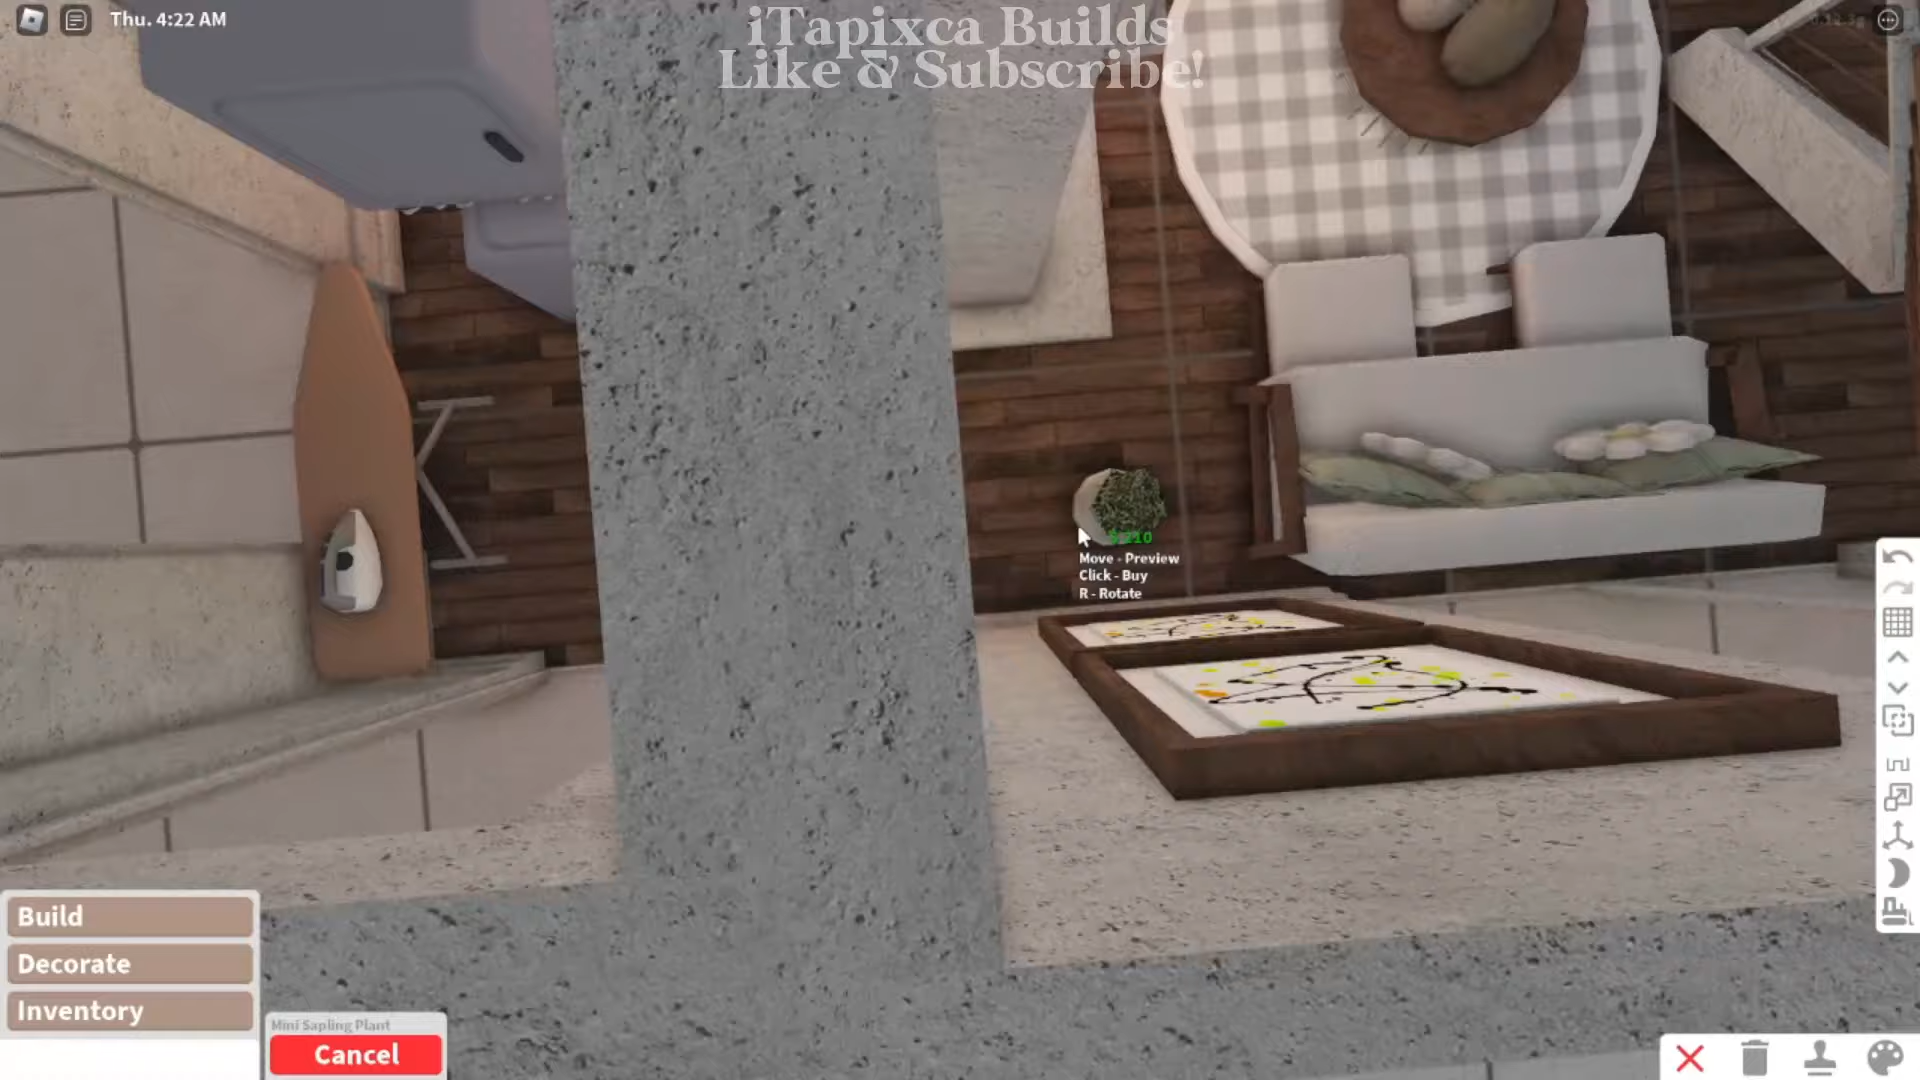 Thu. 4:22 AM
iTapixca Builds
Like & Subscribe!
$ 210
Move - Preview
Click - Buy
R - Rotate
Build
Decorate
Inventory
Mini Sapling Plant
Cancel